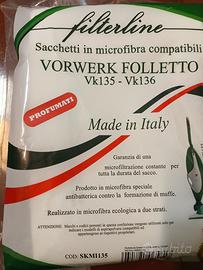 filterline
Sacchetti in microfibra compatibili
VORWERK FOLLETTO
Vk135 - Vk136
PROFUMATI
Made in Italy
Garanzia di una
microfiltrazione costante per
tutta la durata del sacco.
Prodotto in microfibra speciale
antibatterica contro la formazione di muffe.
Realizzato in microfibra ecologica a due strati.
ATTENZIONE
COD: SKMI135